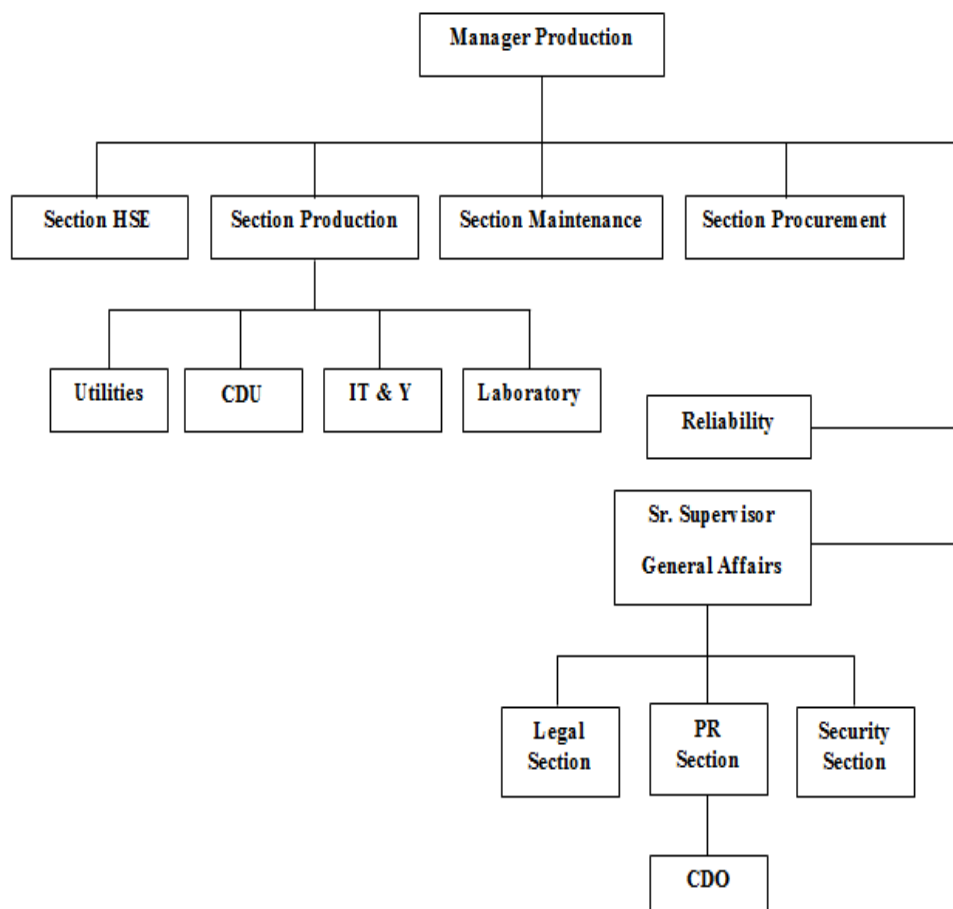 Manager Production
Section HSE
Section Production
Section Maintenance
Section Procurement
Utilities
CDU
IT & Y
Laboratory
Reliability
Sr. Supervisor
General Affairs
Legal
Section
PR
Section
Security
Section
CDO